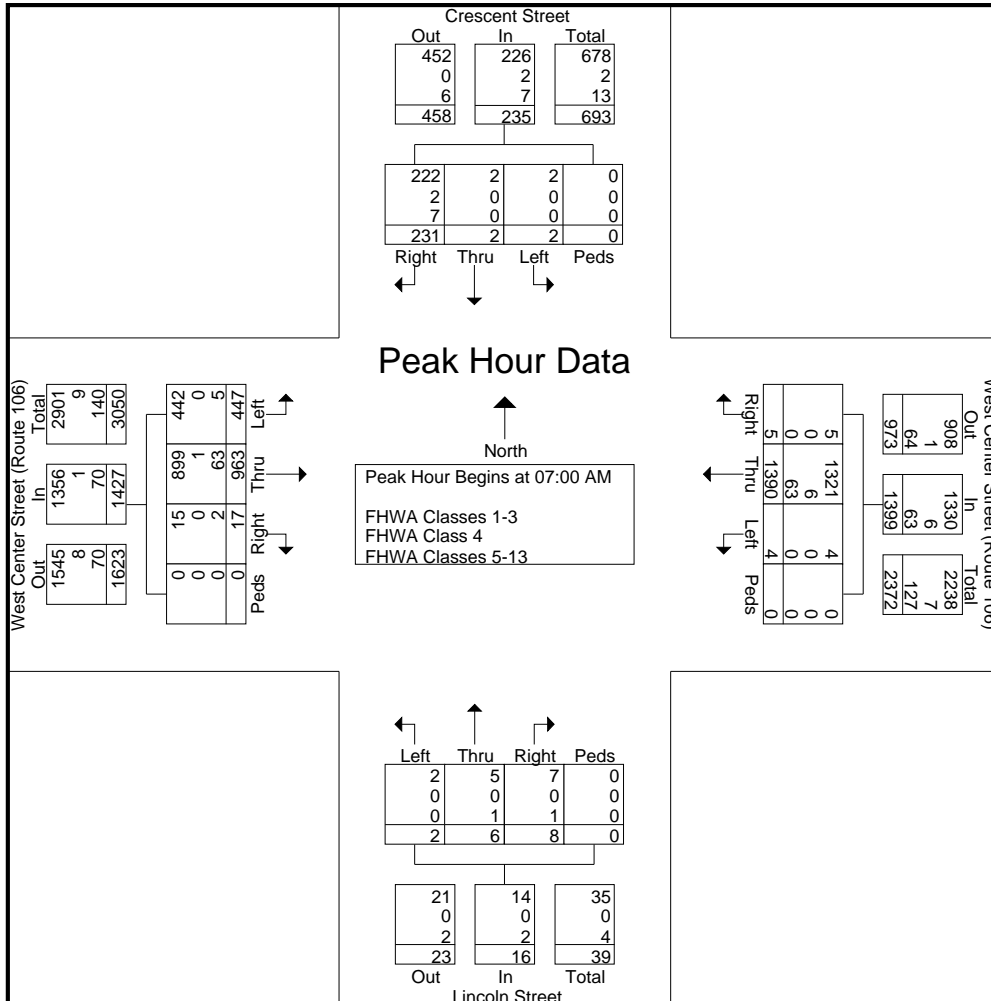 Crescent Street
Out In Total
452 226 678
0 2 2
6 7 13
458 235 693
222 2 2 0
2 0 0 0
7 0 0 0
231 2 2 0
Right Thru Left Peds
Peak Hour Data
North
Peak Hour Begins at 07:00 AM
FHWA Classes 1-3
FHWA Class 4
FHWA Classes 5-13
West Center Street (Route 106)
Out In Total
1545 1356 2901
8 1 9
70 70 140
1623 1427 3050
442 899 15 0
0 1 0 0
5 63 2 0
447 963 17 0
Left Thru Right Peds
West Center Street (Route 106)
Out In Total
908 1330 2238
1 6 7
64 63 127
973 1399 2372
5 1321 4 0
0 6 0 0
0 63 0 0
5 1390 4 0
Right Thru Left Peds
Left Thru Right Peds
2 5 7 0
0 0 0 0
0 1 1 0
2 6 8 0
21 14 35
0 0 0
2 2 4
23 16 39
Out In Total
Lincoln Street